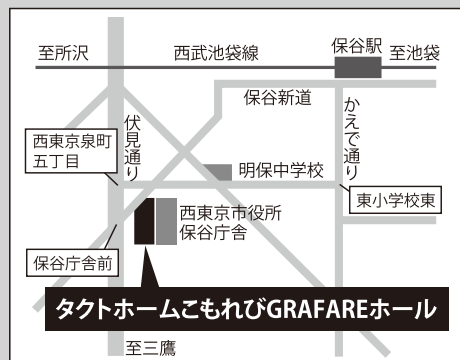 保谷駅
至所沢
西武池袋線
至池袋
保谷新道
かえで通り
伏見通り
西東京泉町
五丁目
明保中学校
東小学校東
西東京市役所
保谷庁舎
保谷庁舎前
タクトホームこもれびGRAFAREホール
至三鷹